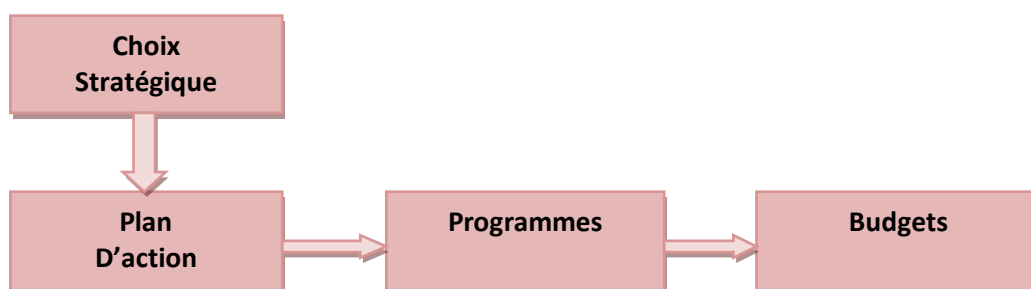 Choix
Stratégique
Plan
D’action
Programmes
Budgets